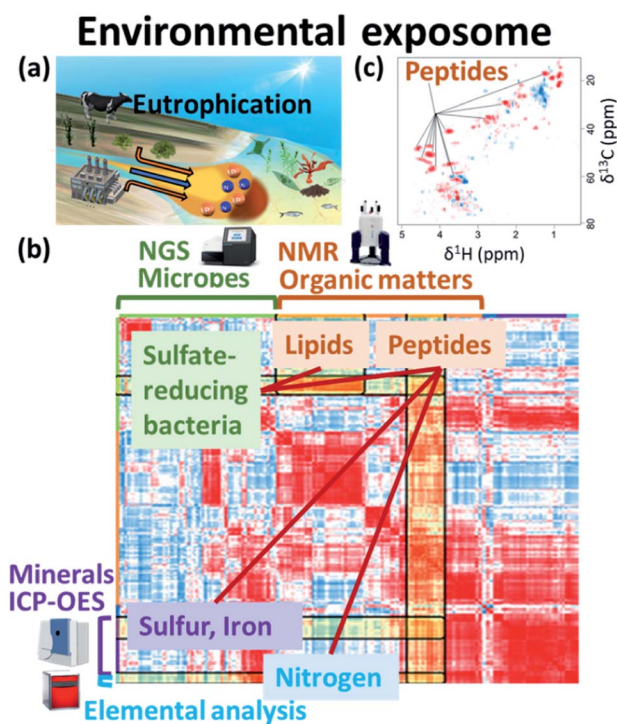 Environmental exposome
(a)
Eutrophication
(c)
Peptides
20
40
60
80
δ13C (ppm)
5 4 3 2 1
δ1H (ppm)
(b)
NGS
Microbes
NMR
Organic matters
Sulfate-
reducing
bacteria
Lipids
Peptides
Minerals
ICP-OES
Sulfur, Iron
Nitrogen
Elemental analysis